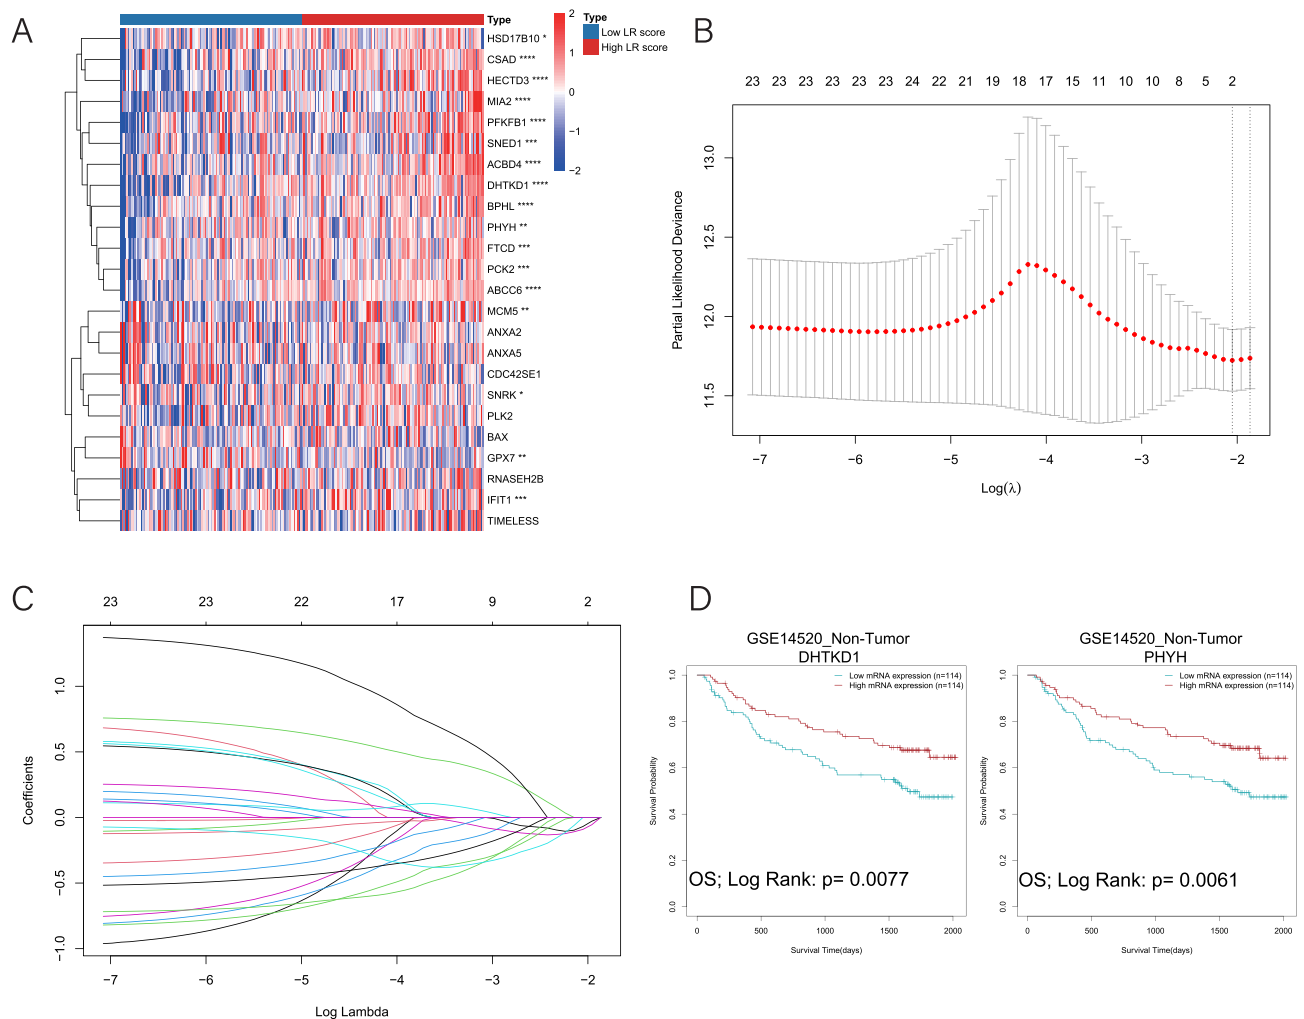 A
Type
HSD17B10 *
CSAD ****
HECTD3 ****
MIA2 ****
PFKFB1 ****
SNED1 ***
ACBD4 ****
DHTKD1 ****
BPHL ****
PHYH **
FTCD ***
PCK2 ***
ABCC6 ****
MCM5 **
ANXA2
ANXA5
CDC42SE1
SNRK *
PLK2
BAX
GPX7 **
RNASEH2B
IFIT1 ***
TIMELESS
2
1
0
−1
−2
Type
Low LR score
High LR score
B
23 23 23 23 23 23 24 22 21 19 18 17 15 11 10 10 8 5 2
Partial Likelihood Deviance
13.0
12.5
12.0
11.5
−7 −6 −5 −4 −3 −2
Log(λ)
C
23 23 22 17 9 2
Coefficients
1.0
0.5
0.0
−0.5
−1.0
−7 −6 −5 −4 −3 −2
Log Lambda
D
GSE14520_Non-Tumor
DHTKD1
Low mRNA expression (n=114)
High mRNA expression (n=114)
Survival Probability
1.0
0.8
0.6
0.4
0.2
0.0
OS; Log Rank: p= 0.0077
0 500 1000 1500 2000
Survival Time(days)
GSE14520_Non-Tumor
PHYH
Low mRNA expression (n=114)
High mRNA expression (n=114)
Survival Probability
1.0
0.8
0.6
0.4
0.2
0.0
OS; Log Rank: p= 0.0061
0 500 1000 1500 2000
Survival Time(days)